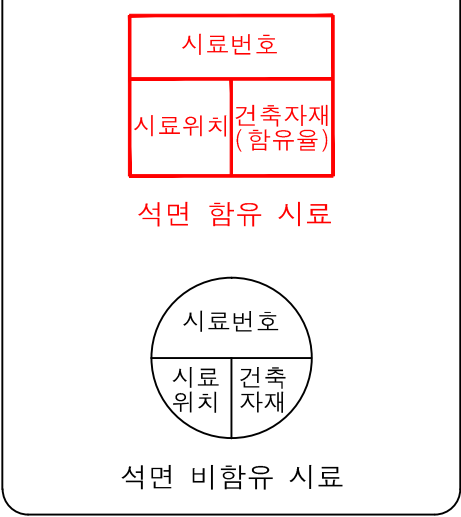 시료번호
시료위치
건축자재
(함유율)
석면 함유 시료
시료번호
시료
위치
건축
자재
석면 비함유 시료